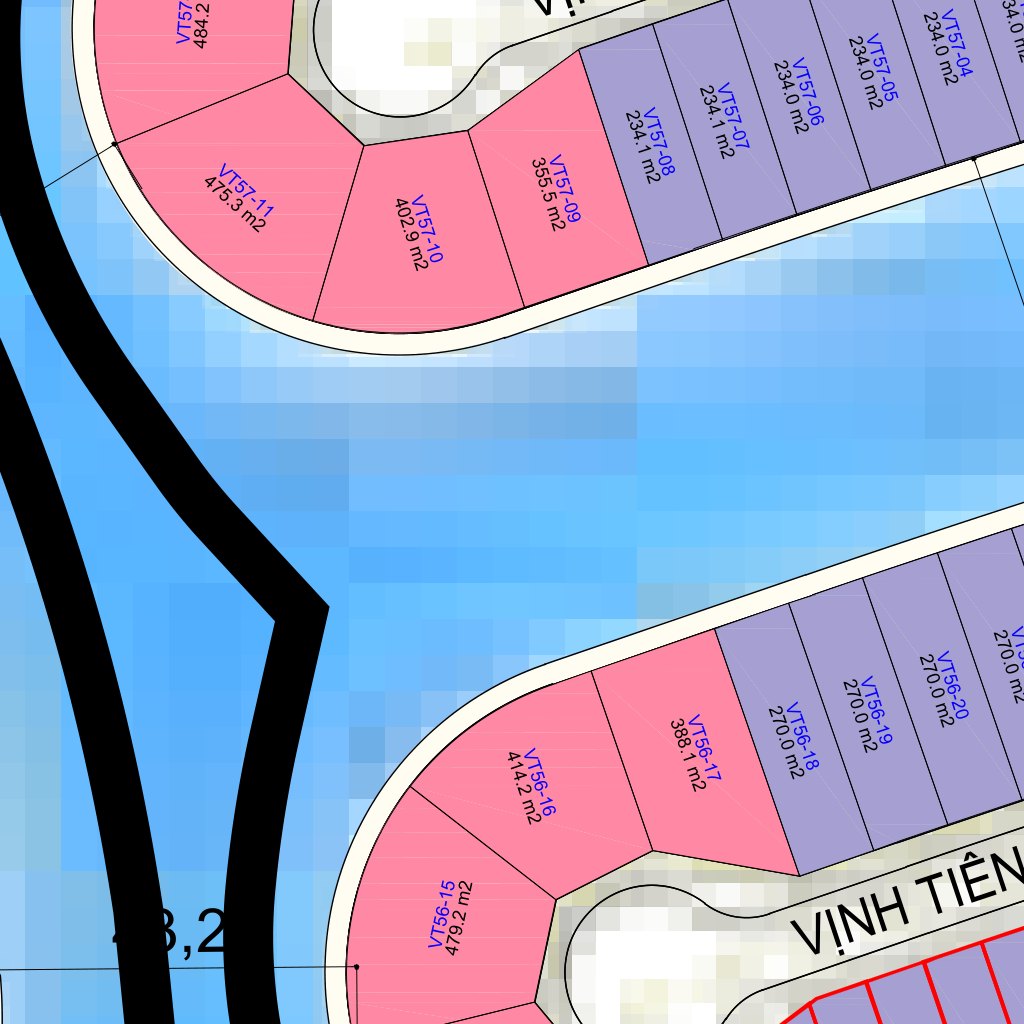 484.2
VT57-11
475.3 m2
VT57-10
402.9 m2
VT57-09
355.5 m2
VT57-08
234.1 m2
VT57-07
234.1 m2
VT57-06
234.0 m2
VT57-05
234.0 m2
VT57-04
234.0 m2
VT56-15
479.2 m2
VT56-16
414.2 m2
VT56-17
388.1 m2
VT56-18
270.0 m2
VT56-19
270.0 m2
VT56-20
270.0 m2
270.0 m2
VỊNH TIÊN